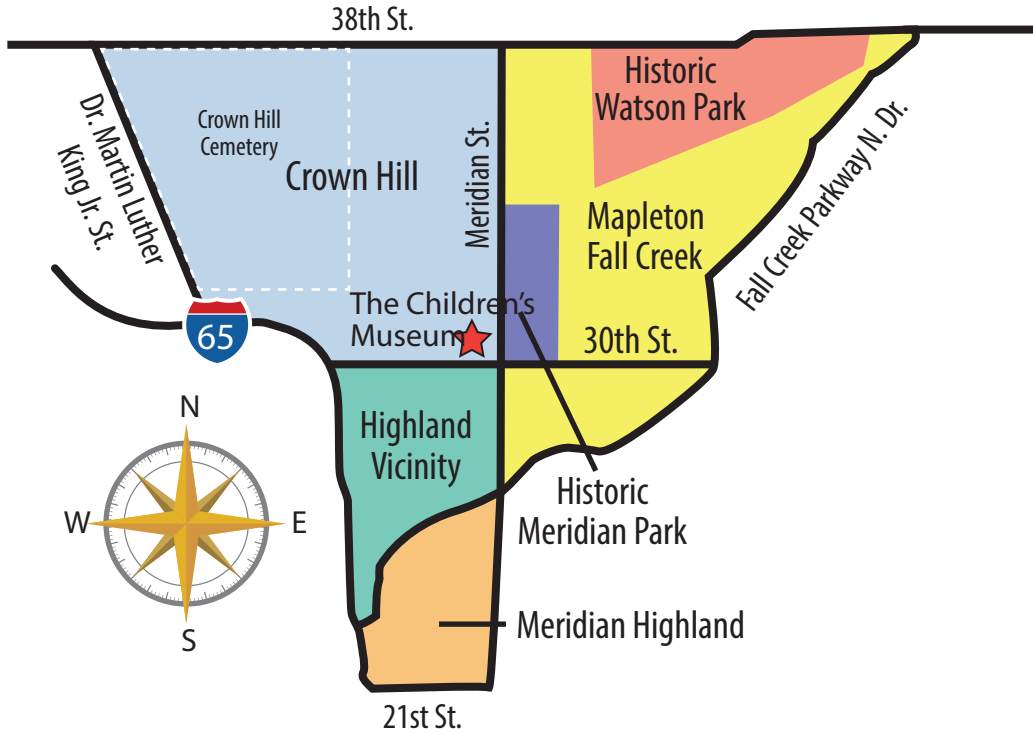 38th St.
Historic
Watson Park
Crown Hill
Cemetery
Crown Hill
Dr. Martin Luther
King Jr. St.
Meridian St.
Mapleton
Fall Creek
Fall Creek Parkway N. Dr.
The Children's
Museum
65
30th St.
Highland
Vicinity
Historic
Meridian Park
N
W
E
S
Meridian Highland
21st St.